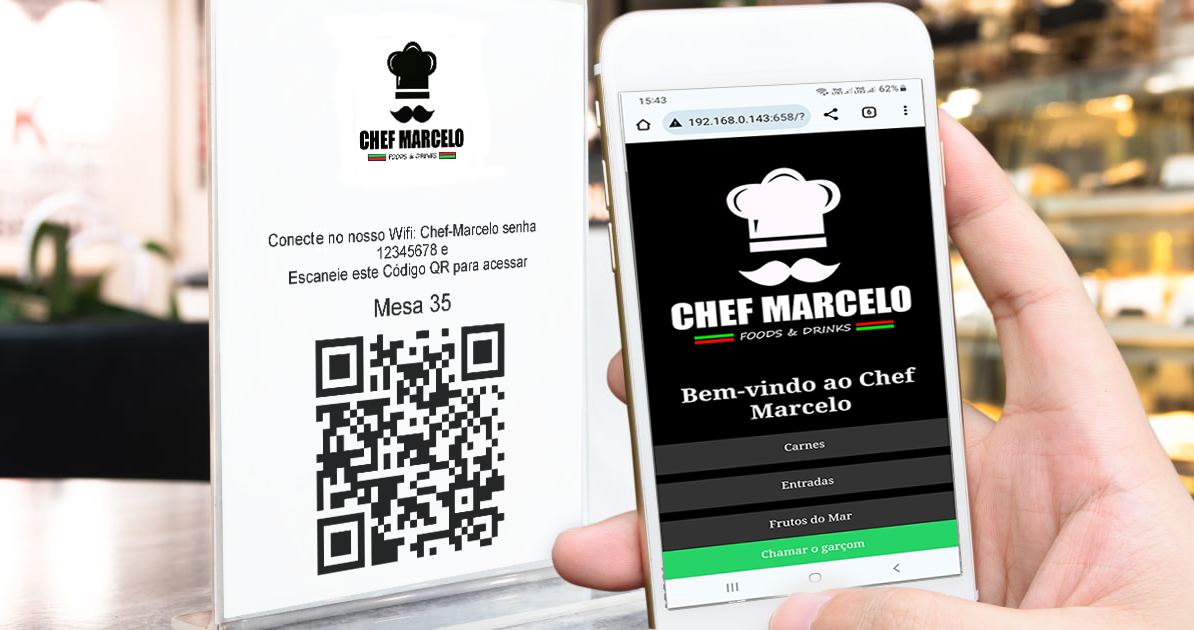 CHEF MARCELO
FOODS & DRINKS
Conecte no nosso Wifi: Chef-Marcelo senha
12345678 e
Escaneie este Código QR para acessar
Mesa 35
15:43
62%
192.168.0.143:658/?
6
CHEF MARCELO
FOODS & DRINKS
Bem-vindo ao Chef
Marcelo
Carnes
Entradas
Frutos do Mar
Chamar o garçom